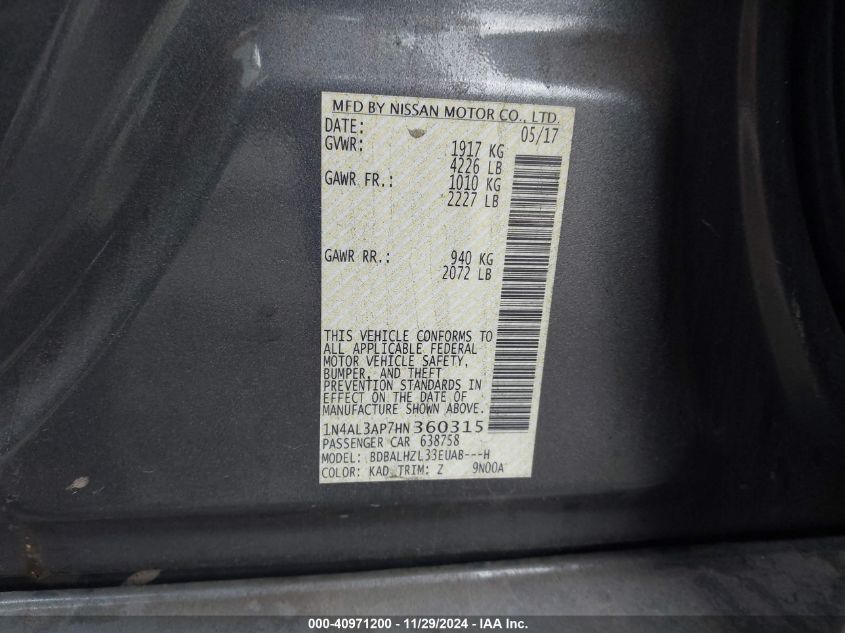 MFD BY NISSAN MOTOR CO., LTD.
DATE: 05/17
GVWR: 1917 KG
4226 LB
GAWR FR.: 1010 KG
2227 LB
GAWR RR.: 940 KG
2072 LB
THIS VEHICLE CONFORMS TO
ALL APPLICABLE FEDERAL
MOTOR VEHICLE SAFETY,
BUMPER, AND THEFT
PREVENTION STANDARDS IN
EFFECT ON THE DATE OF
MANUFACTURE SHOWN ABOVE.
1N4AL3AP7HN360315
PASSENGER CAR 638758
MODEL: BDBALHZL33EUAB---H
COLOR: KAD TRIM: Z 9N00A
000-40971200 - 11/29/2024 - IAA Inc.